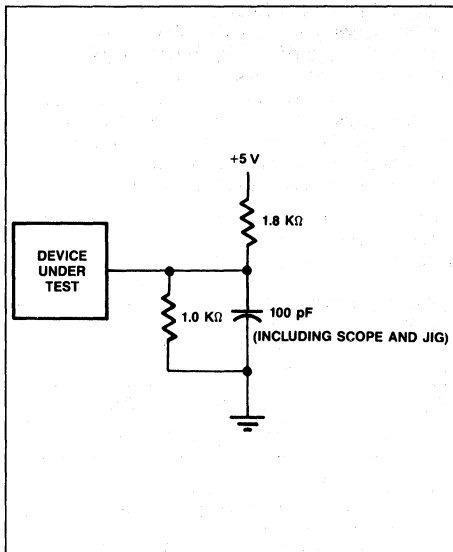 +5 V
1.8 KΩ
DEVICE
UNDER
TEST
1.0 KΩ
100 pF
(INCLUDING SCOPE AND JIG)